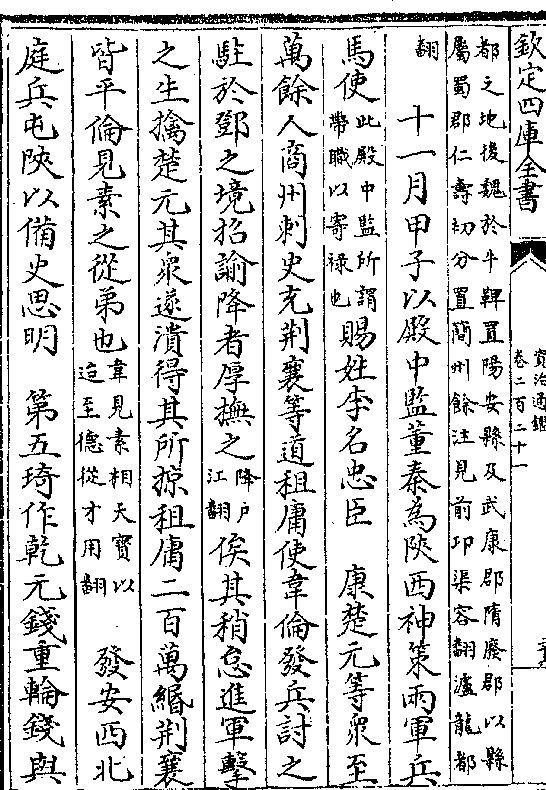 欽定四庫全書
資治通鑑
卷二百二十一
都之地後魏於牛鞞置陽安縣及武康郡隋廢郡以縣
屬蜀郡仁壽初分置簡州餘注見前邛渠容翻瀘龍都
翻
十一月甲子以殿中監董秦為陜西神策兩軍兵
馬使
此殿中監所謂
帶職以寄禄也
賜姓李名忠臣　康楚元等衆至
萬餘人商州刺史充荆襄等道租庸使韋倫發兵討之
駐於鄧之境招諭降者厚撫之
降户
江翻
俟其稍怠進軍擊
之生擒楚元其衆遂潰得其所掠租庸二百萬緡荆襄
皆平倫見素之從弟也
韋見素相天寳以
迨至德從才用翻
發安西北
庭兵屯陜以備史思明　第五琦作乾元錢重輪錢與